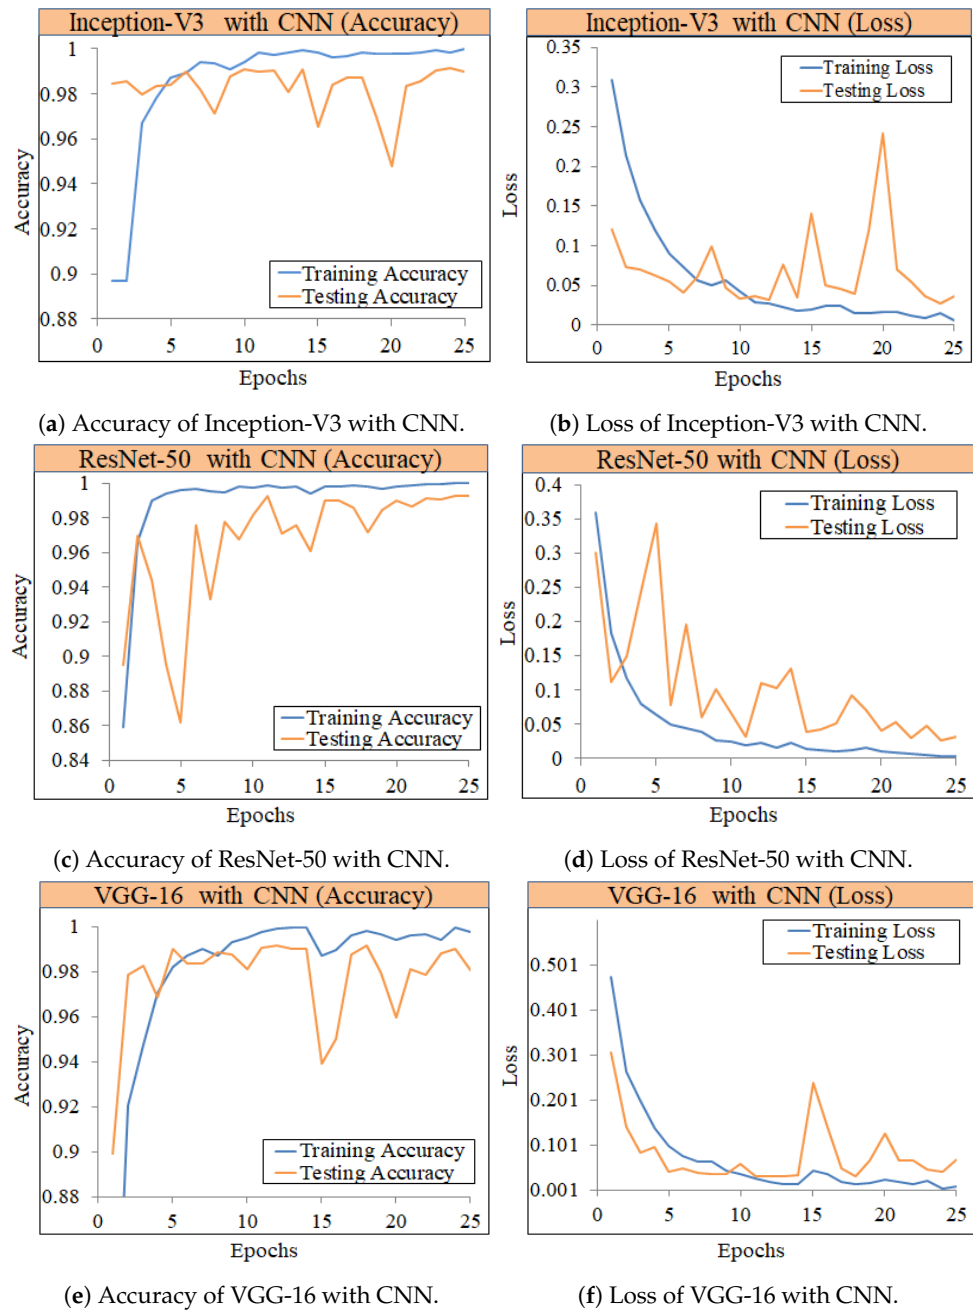 Inception-V3 with CNN (Accuracy)
1
0.98
0.96
0.94
0.92
0.9
0.88
Accuracy
Training Accuracy
Testing Accuracy
0 5 10 15 20 25
Epochs
(a) Accuracy of Inception-V3 with CNN.
Inception-V3 with CNN (Loss)
0.35
0.3
0.25
0.2
0.15
0.1
0.05
0
Loss
Training Loss
Testing Loss
0 5 10 15 20 25
Epochs
(b) Loss of Inception-V3 with CNN.
ResNet-50 with CNN (Accuracy)
1
0.98
0.96
0.94
0.92
0.9
0.88
0.86
0.84
Accuracy
Training Accuracy
Testing Accuracy
0 5 10 15 20 25
Epochs
(c) Accuracy of ResNet-50 with CNN.
ResNet-50 with CNN (Loss)
0.4
0.35
0.3
0.25
0.2
0.15
0.1
0.05
0
Loss
Training Loss
Testing Loss
0 5 10 15 20 25
Epochs
(d) Loss of ResNet-50 with CNN.
VGG-16 with CNN (Accuracy)
1
0.98
0.96
0.94
0.92
0.9
0.88
Accuracy
Training Accuracy
Testing Accuracy
0 5 10 15 20 25
Epochs
(e) Accuracy of VGG-16 with CNN.
VGG-16 with CNN (Loss)
0.501
0.401
0.301
0.201
0.101
0.001
Loss
Training Loss
Testing Loss
0 5 10 15 20 25
Epochs
(f) Loss of VGG-16 with CNN.